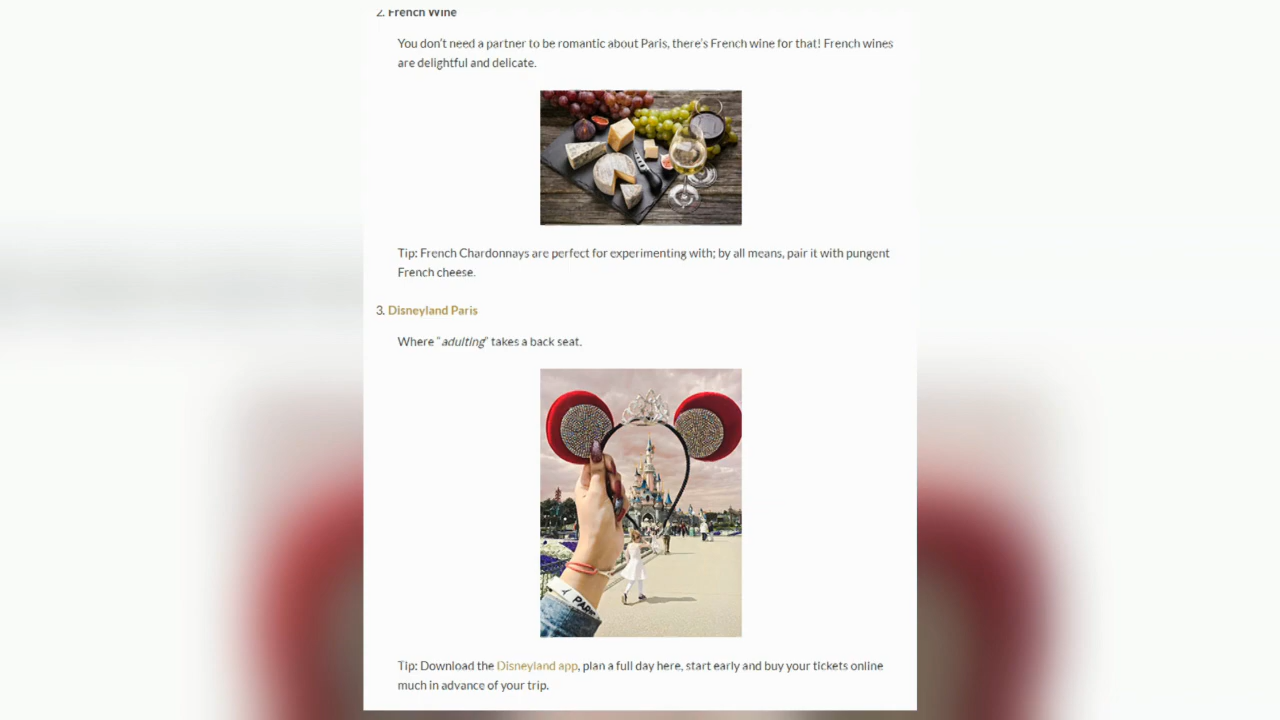 2. French Wine
You don't need a partner to be romantic about Paris, there's French wine for that! French wines
are delightful and delicate.
Tip: French Chardonnays are perfect for experimenting with; by all means, pair it with pungent
French cheese.
3. Disneyland Paris
Where "adulting" takes a back seat.
PARI
Tip: Download the Disneyland app, plan a full day here, start early and buy your tickets online
much in advance of your trip.